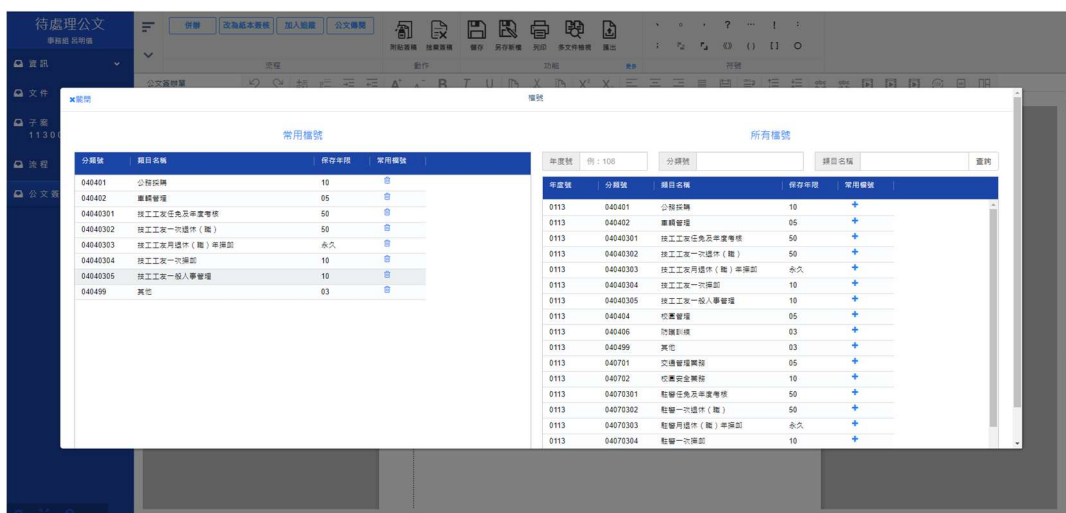 待處理公文
資訊
文件
子案
流程
公文簽
併辦 改為紙本簽核 加入追蹤 公文傳閱
流程
附貼簽稿
動作
儲存 另存新檔 列印 多文件檢視 匯出
功能 更多
符號
公文簽辦單
×關閉
檔號
常用檔號
分類號 類目名稱 保存年限 常用檔號
040401 公務採購 10
040402 車輛管理 05
04040301 技工工友任免及年度考核 50
04040302 技工工友一次退休(職) 50
04040303 技工工友月退休(職)年撫卹 永久
04040304 技工工友一次撫卹 10
04040305 技工工友一般人事管理 10
040499 其他 03
所有檔號
年度號 例:108 分類號 類目名稱 查詢
年度號 分類號 類目名稱 保存年限 常用檔號
0113 040401 公務採購 10 +
0113 040402 車輛管理 05 +
0113 04040301 技工工友任免及年度考核 50 +
0113 04040302 技工工友一次退休(職) 50 +
0113 04040303 技工工友月退休(職)年撫卹 永久 +
0113 04040304 技工工友一次撫卹 10 +
0113 04040305 技工工友一般人事管理 10 +
0113 040404 校園管理 05 +
0113 040406 防護訓練 03 +
0113 040499 其他 03 +
0113 040701 交通管理業務 05 +
0113 040702 校園安全業務 10 +
0113 04070301 駐警任免及年度考核 50 +
0113 04070302 駐警一次退休(職) 50 +
0113 04070303 駐警月退休(職)年撫卹 永久 +
0113 04070304 駐警一次撫卹 10 +